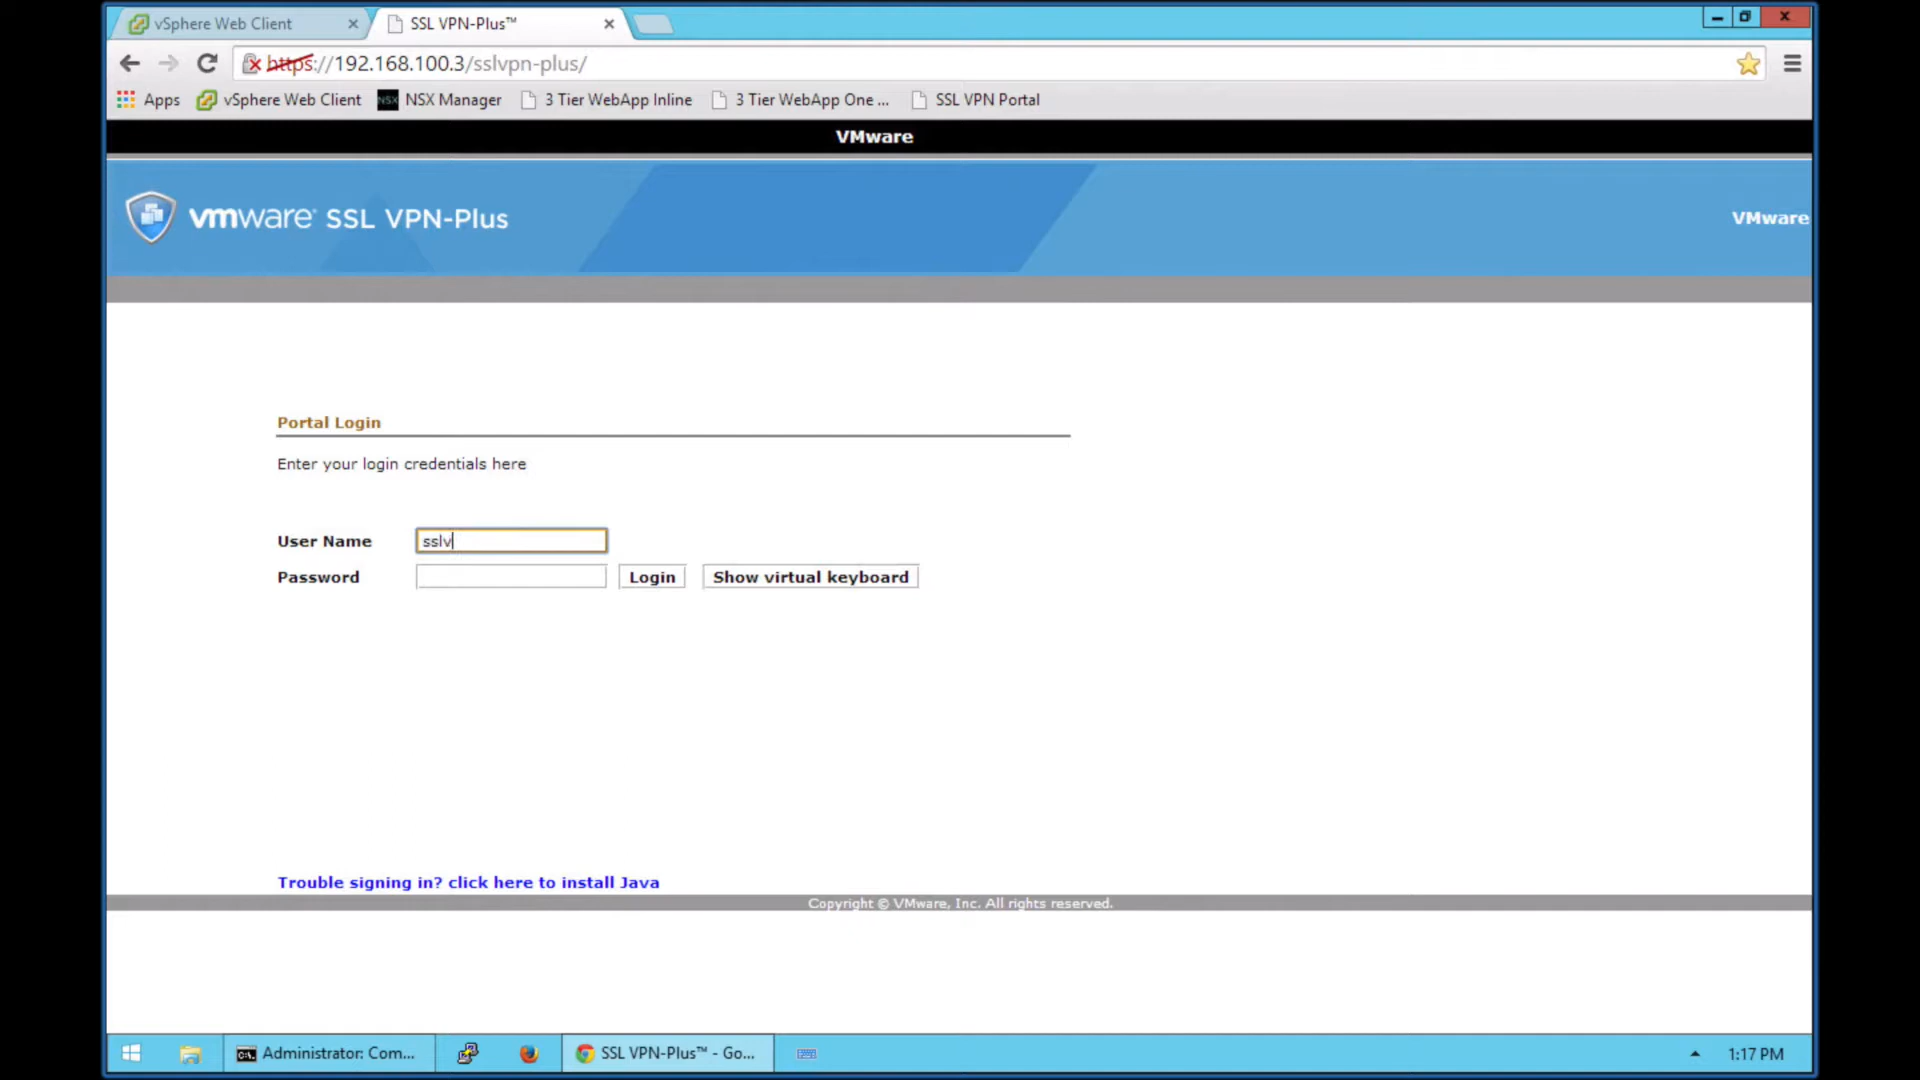 vSphere Web Client
SSL VPN-Plus™
https://192.168.100.3/sslvpn-plus/
Apps
vSphere Web Client
NSX
NSX Manager
3 Tier WebApp Inline
3 Tier WebApp One ...
SSL VPN Portal
VMware
vmware® SSL VPN-Plus
VMware
Portal Login
Enter your login credentials here
User Name
sslv
Password
Login
Show virtual keyboard
Trouble signing in? click here to install Java
Copyright © VMware, Inc. All rights reserved.
C:\.
Administrator: Com...
SSL VPN-Plus™ - Go...
1:17 PM